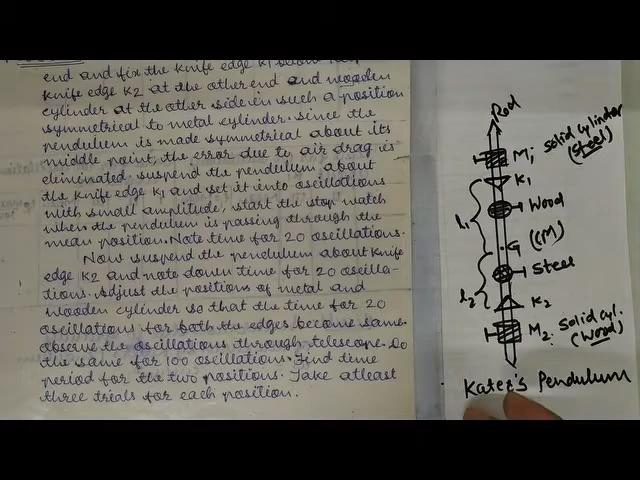 end and fix the knife edge K1 below
knife edge K2 at the other end and wooden
cylinder at the other side in such a position
symmetrical to metal cylinder. Since the
pendulum is made symmetrical about its
middle point, the error due to air drag is
eliminated. suspend the pendulum about
the knife edge K1 and set it into oscillations
with small amplitude, start the stop watch
when the pendulum is passing through the
mean position. Note time for 20 oscillations.
Now suspend the pendulum about knife
edge K2 and note down time for 20 oscilla-
tions. Adjust the positions of metal and
wooden cylinder so that the time for 20
oscillations for both the edges become same.
observe the oscillations through telescope. Do
the same for 100 oscillations. Find time
period for the two positions. Take atleast
three trials for each position.
Rod
M1 solid cylinder
(Steel)
K1
Wood
l1
G (CM)
Steel
l2
K2
M2 Solid cyl.
(Wood)
Kater's Pendulum